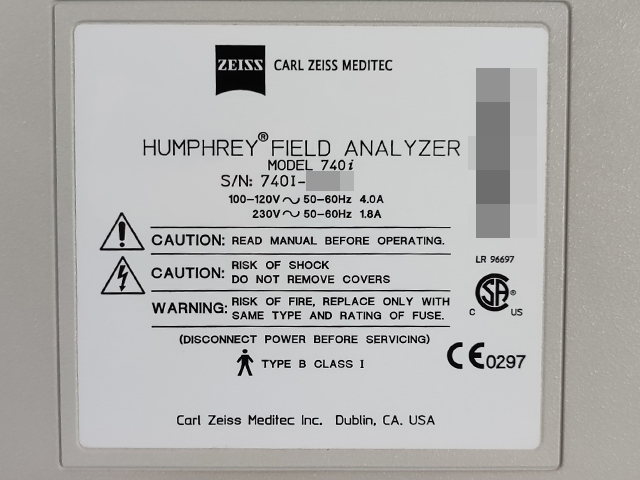 ZEISS CARL ZEISS MEDITEC
HUMPHREY® FIELD ANALYZER
MODEL 740i
S/N: 740I-
100-120V ~ 50-60Hz 4.0A
230V ~ 50-60Hz 1.8A
CAUTION: READ MANUAL BEFORE OPERATING.
CAUTION: RISK OF SHOCK
DO NOT REMOVE COVERS
WARNING: RISK OF FIRE, REPLACE ONLY WITH
SAME TYPE AND RATING OF FUSE.
(DISCONNECT POWER BEFORE SERVICING)
TYPE B CLASS I
LR 96697
CSA®
C US
CE0297
Carl Zeiss Meditec Inc. Dublin, CA. USA